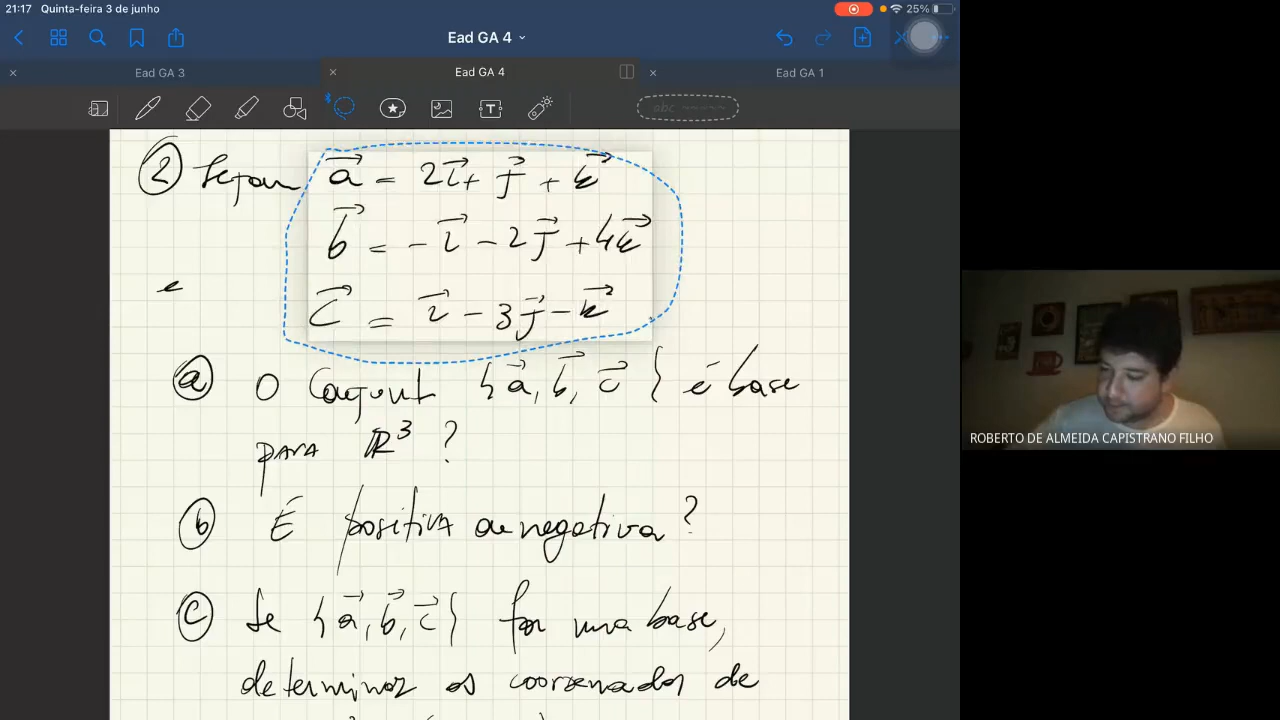 21:17 Quinta-feira 3 de junho 25%
Ead GA 4
Ead GA 3 Ead GA 4 Ead GA 1
abc
② Sejam a⃗ = 2i⃗ + j⃗ + k⃗
b⃗ = -i⃗ - 2j⃗ + 4k⃗
e
c⃗ = i⃗ - 3j⃗ - k⃗
ⓐ O Conjunt {a⃗, b⃗, c⃗} é base
para ℝ³ ?
ⓑ É positiva ou negativa?
ⓒ Se {a⃗, b⃗, c⃗} for uma base,
determinar as coordenadas de
ROBERTO DE ALMEIDA CAPISTRANO FILHO